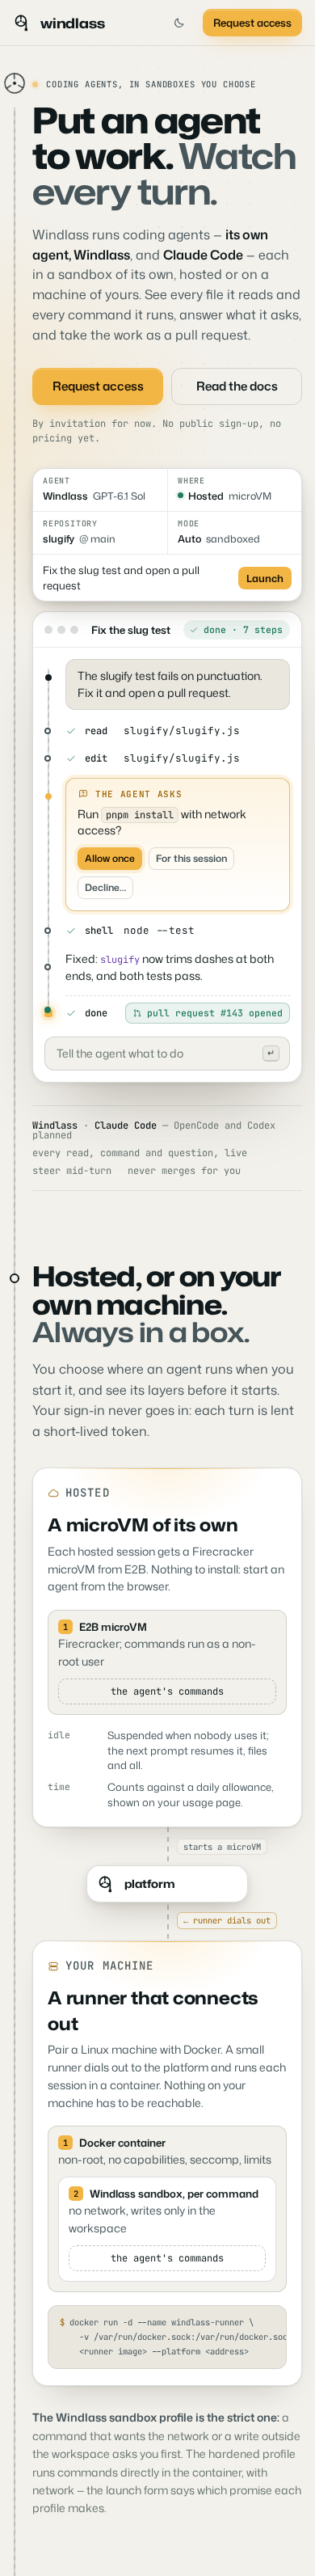 windlass
Request access
CODING AGENTS, IN SANDBOXES YOU CHOOSE
Put an agent
to work. Watch
every turn.
Windlass runs coding agents — its own
agent, Windlass, and Claude Code — each
in a sandbox of its own, hosted or on a
machine of yours. See every file it reads and
every command it runs, answer what it asks,
and take the work as a pull request.
Request access
Read the docs
By invitation for now. No public sign-up, no
pricing yet.
AGENT
Windlass GPT-6.1 Sol
WHERE
Hosted microVM
REPOSITORY
slugify @ main
MODE
Auto sandboxed
Fix the slug test and open a pull
request
Launch
Fix the slug test
✓ done · 7 steps
The slugify test fails on punctuation.
Fix it and open a pull request.
✓ read slugify/slugify.js
✓ edit slugify/slugify.js
THE AGENT ASKS
Run pnpm install with network
access?
Allow once
For this session
Decline…
✓ shell node --test
Fixed: slugify now trims dashes at both
ends, and both tests pass.
✓ done
pull request #143 opened
Tell the agent what to do
↵
Windlass · Claude Code — OpenCode and Codex
planned
every read, command and question, live
steer mid-turn never merges for you
Hosted, or on your
own machine.
Always in a box.
You choose where an agent runs when you
start it, and see its layers before it starts.
Your sign-in never goes in: each turn is lent
a short-lived token.
HOSTED
A microVM of its own
Each hosted session gets a Firecracker
microVM from E2B. Nothing to install: start an
agent from the browser.
1 E2B microVM
Firecracker; commands run as a non-
root user
the agent's commands
idle Suspended when nobody uses it;
the next prompt resumes it, files
and all.
time Counts against a daily allowance,
shown on your usage page.
starts a microVM
platform
← runner dials out
YOUR MACHINE
A runner that connects
out
Pair a Linux machine with Docker. A small
runner dials out to the platform and runs each
session in a container. Nothing on your
machine has to be reachable.
1 Docker container
non-root, no capabilities, seccomp, limits
2 Windlass sandbox, per command
no network, writes only in the
workspace
the agent's commands
$ docker run -d --name windlass-runner \
-v /var/run/docker.sock:/var/run/docker.soc
<runner image> --platform <address>
The Windlass sandbox profile is the strict one: a
command that wants the network or a write outside
the workspace asks you first. The hardened profile
runs commands directly in the container, with
network — the launch form says which promise each
profile makes.